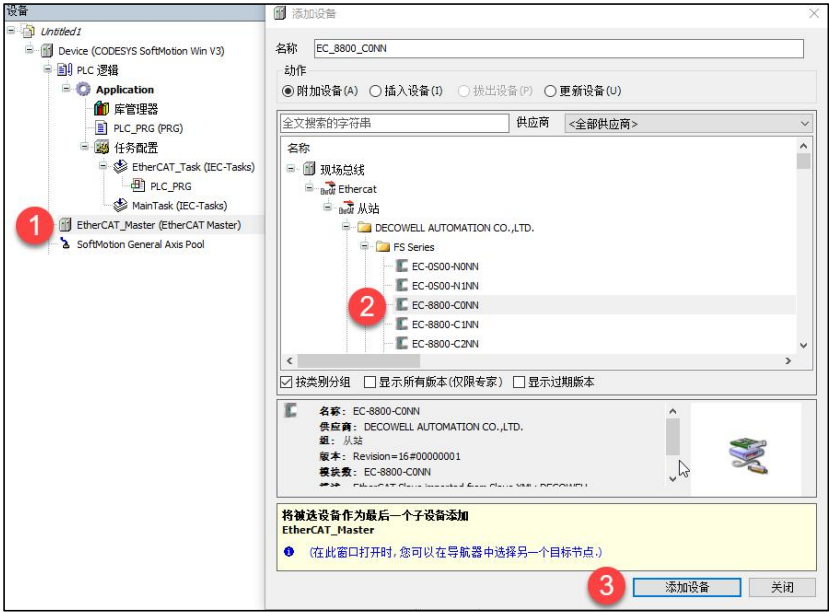 设备
Untitled1
Device (CODESYS SoftMotion Win V3)
PLC 逻辑
Application
库管理器
PLC_PRG (PRG)
任务配置
EtherCAT_Task (IEC-Tasks)
PLC_PRG
MainTask (IEC-Tasks)
1
EtherCAT_Master (EtherCAT Master)
SoftMotion General Axis Pool
添加设备
名称 EC_8800_C0NN
动作
附加设备(A) 插入设备(I) 拔出设备(P) 更新设备(U)
全文搜索的字符串 供应商 <全部供应商>
名称
现场总线
Ethercat
从站
DECOWELL AUTOMATION CO.,LTD.
FS Series
EC-0S00-N0NN
EC-0S00-N1NN
2
EC-8800-C0NN
EC-8800-C1NN
EC-8800-C2NN
按类别分组 显示所有版本(仅限专家) 显示过期版本
名称: EC-8800-C0NN
供应商: DECOWELL AUTOMATION CO.,LTD.
组: 从站
版本: Revision=16#00000001
模块数: EC-8800-C0NN
将被选设备作为最后一个子设备添加
EtherCAT_Master
(在此窗口打开时,您可以在导航器中选择另一个目标节点.)
3
添加设备 关闭